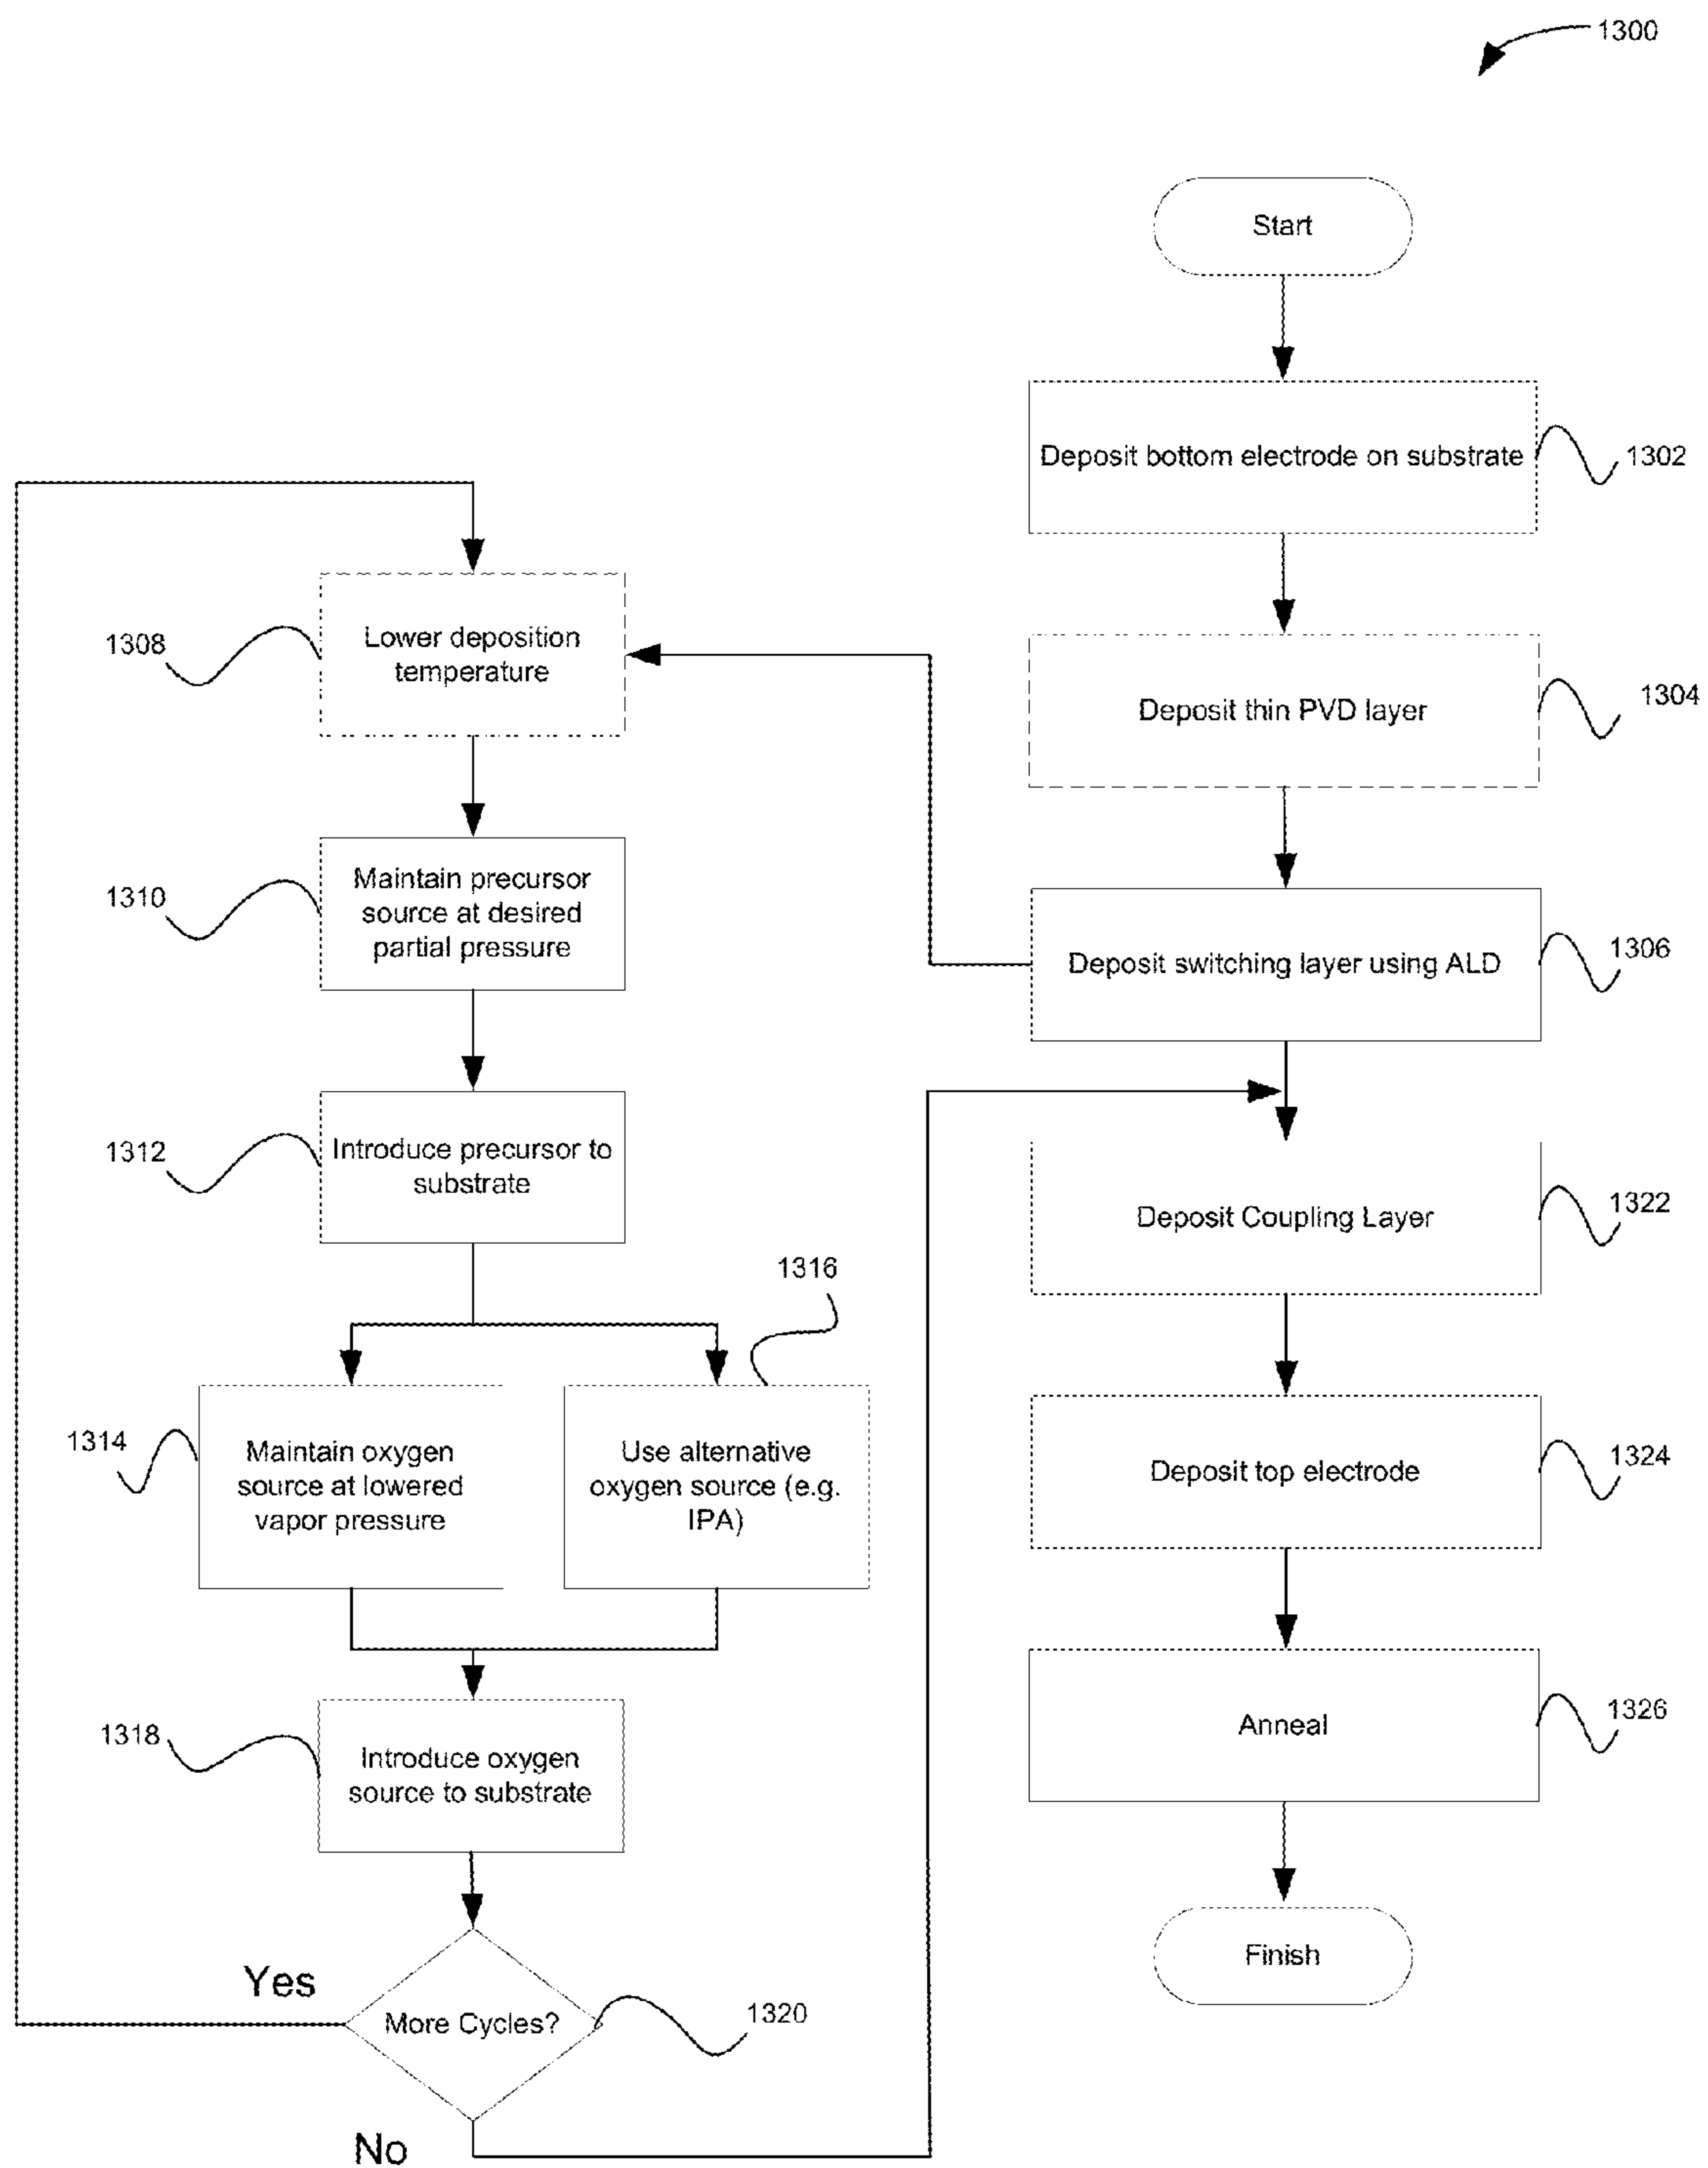 1300
Start
Deposit bottom electrode on substrate
1302
Deposit thin PVD layer
1304
Deposit switching layer using ALD
1306
Lower deposition
temperature
1308
Maintain precursor
source at desired
partial pressure
1310
Introduce precursor to
substrate
1312
Maintain oxygen
source at lowered
vapor pressure
1314
Use alternative
oxygen source (e.g.
IPA)
1316
Introduce oxygen
source to substrate
1318
More Cycles?
1320
Yes
No
Deposit Coupling Layer
1322
Deposit top electrode
1324
Anneal
1326
Finish